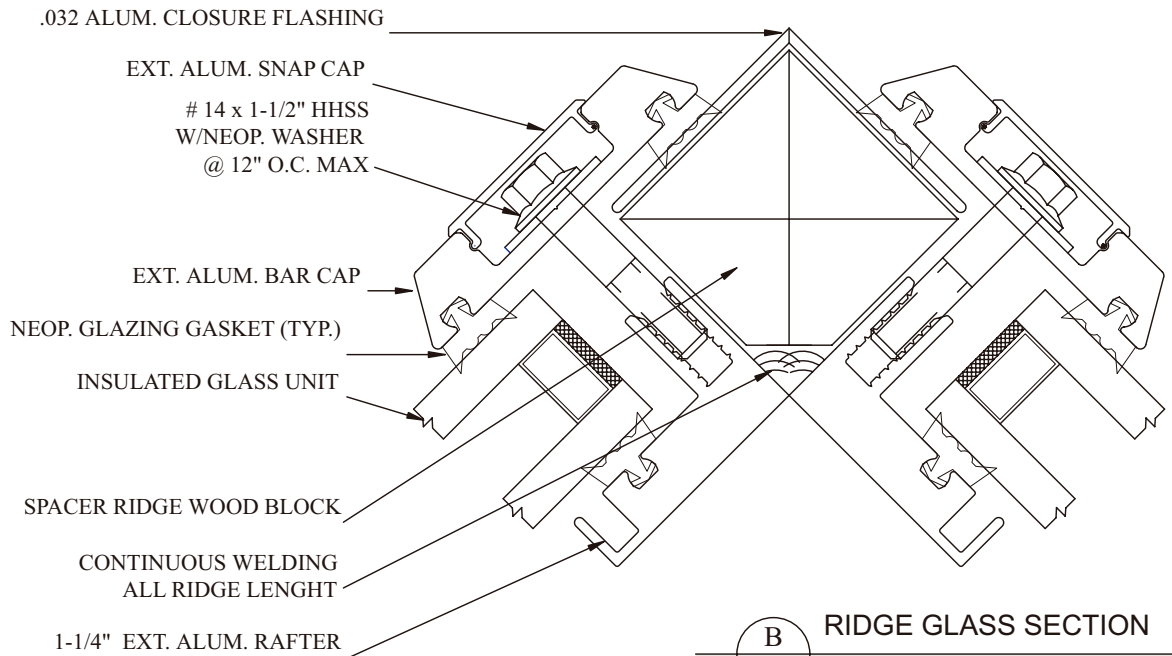 .032 ALUM. CLOSURE FLASHING
EXT. ALUM. SNAP CAP
# 14 x 1-1/2" HHSS
W/NEOP. WASHER
@ 12" O.C. MAX
EXT. ALUM. BAR CAP
NEOP. GLAZING GASKET (TYP.)
INSULATED GLASS UNIT
SPACER RIDGE WOOD BLOCK
CONTINUOUS WELDING
ALL RIDGE LENGHT
1-1/4" EXT. ALUM. RAFTER
B
RIDGE GLASS SECTION